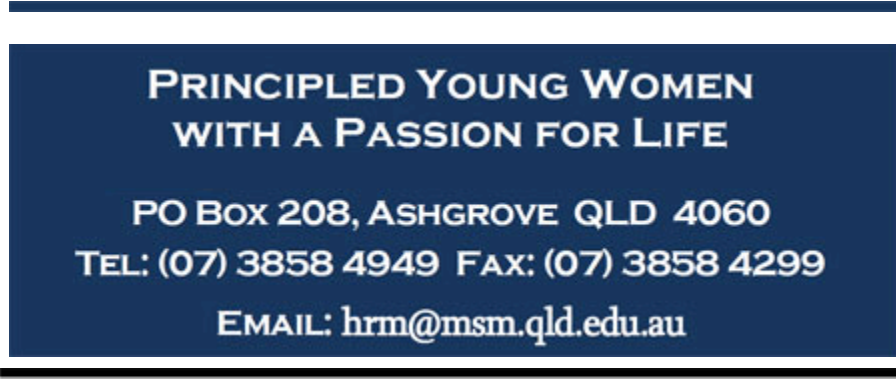 Principled Young Women
with a Passion for Life
PO Box 208, Ashgrove QLD 4060
Tel: (07) 3858 4949 Fax: (07) 3858 4299
Email: hrm@msm.qld.edu.au